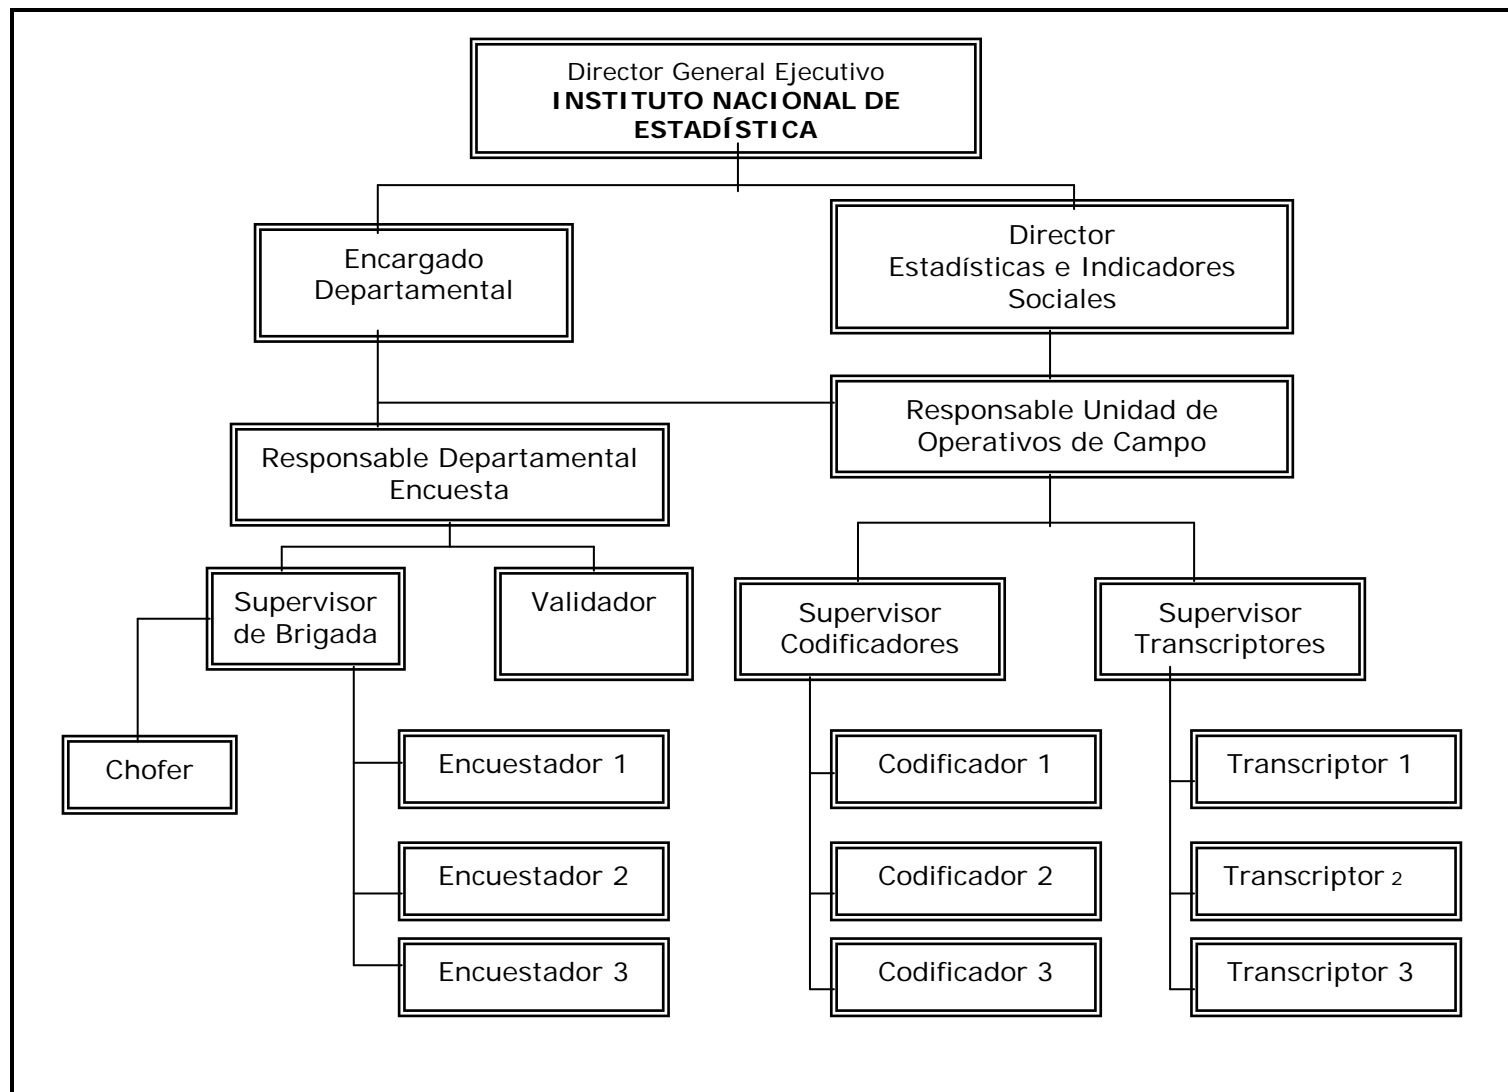 Director General Ejecutivo
INSTITUTO NACIONAL DE
ESTADÍSTICA
Encargado
Departamental
Director
Estadísticas e Indicadores
Sociales
Responsable Unidad de
Operativos de Campo
Responsable Departamental
Encuesta
Supervisor
de Brigada
Validador
Supervisor
Codificadores
Supervisor
Transcriptores
Chofer
Encuestador 1
Codificador 1
Transcriptor 1
Encuestador 2
Codificador 2
Transcriptor 2
Encuestador 3
Codificador 3
Transcriptor 3